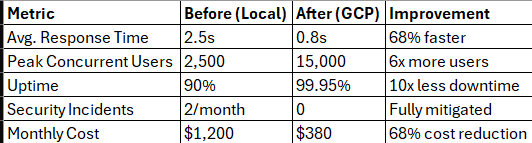 Metric Before (Local) After (GCP) Improvement
Avg. Response Time 2.5s 0.8s 68% faster
Peak Concurrent Users 2,500 15,000 6x more users
Uptime 90% 99.95% 10x less downtime
Security Incidents 2/month 0 Fully mitigated
Monthly Cost $1,200 $380 68% cost reduction